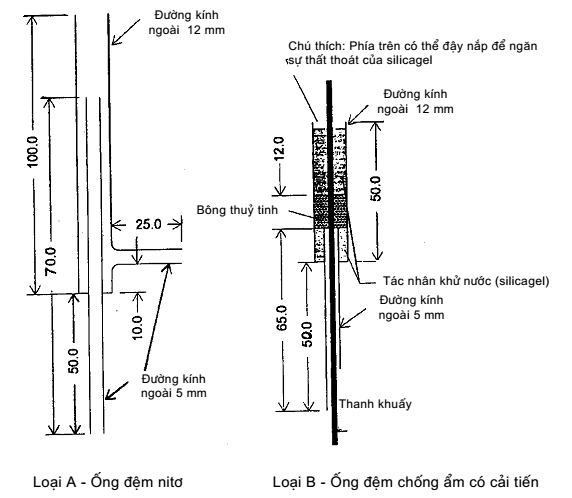 Đường kính
ngoài 12 mm
100.0
70.0
25.0
10.0
50.0
Đường kính
ngoài 5 mm
Loại A - Ống đệm nitơ
Chú thích: Phía trên có thể đậy nắp để ngăn
sự thất thoát của silicagel
Đường kính
ngoài 12 mm
12.0
50.0
Bông thuỷ tinh
Tác nhân khử nước (silicagel)
Đường kính
ngoài 5 mm
65.0
50.0
Thanh khuấy
Loại B - Ống đệm chống ẩm có cải tiến